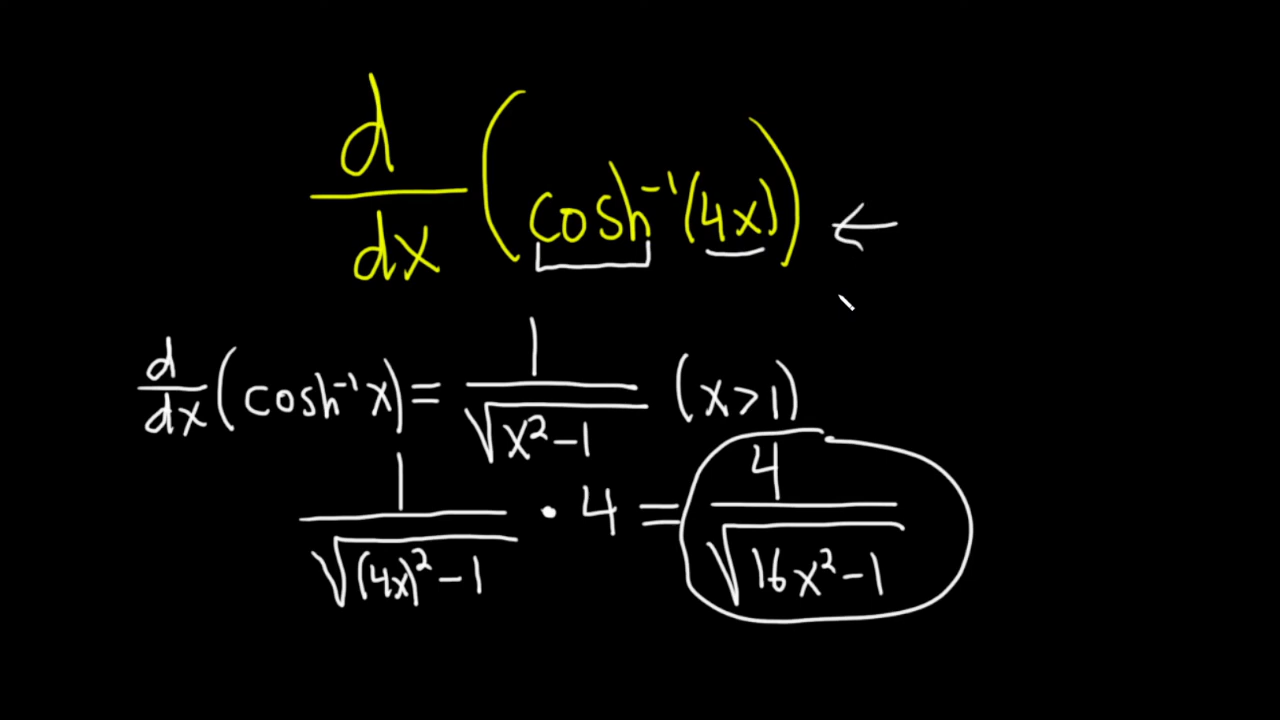 d/dx (cosh⁻¹(4x)) ←
d/dx (cosh⁻¹x) = 1/√(x²-1) (x>1)
1/√((4x)²-1) · 4 = 4/√(16x²-1)